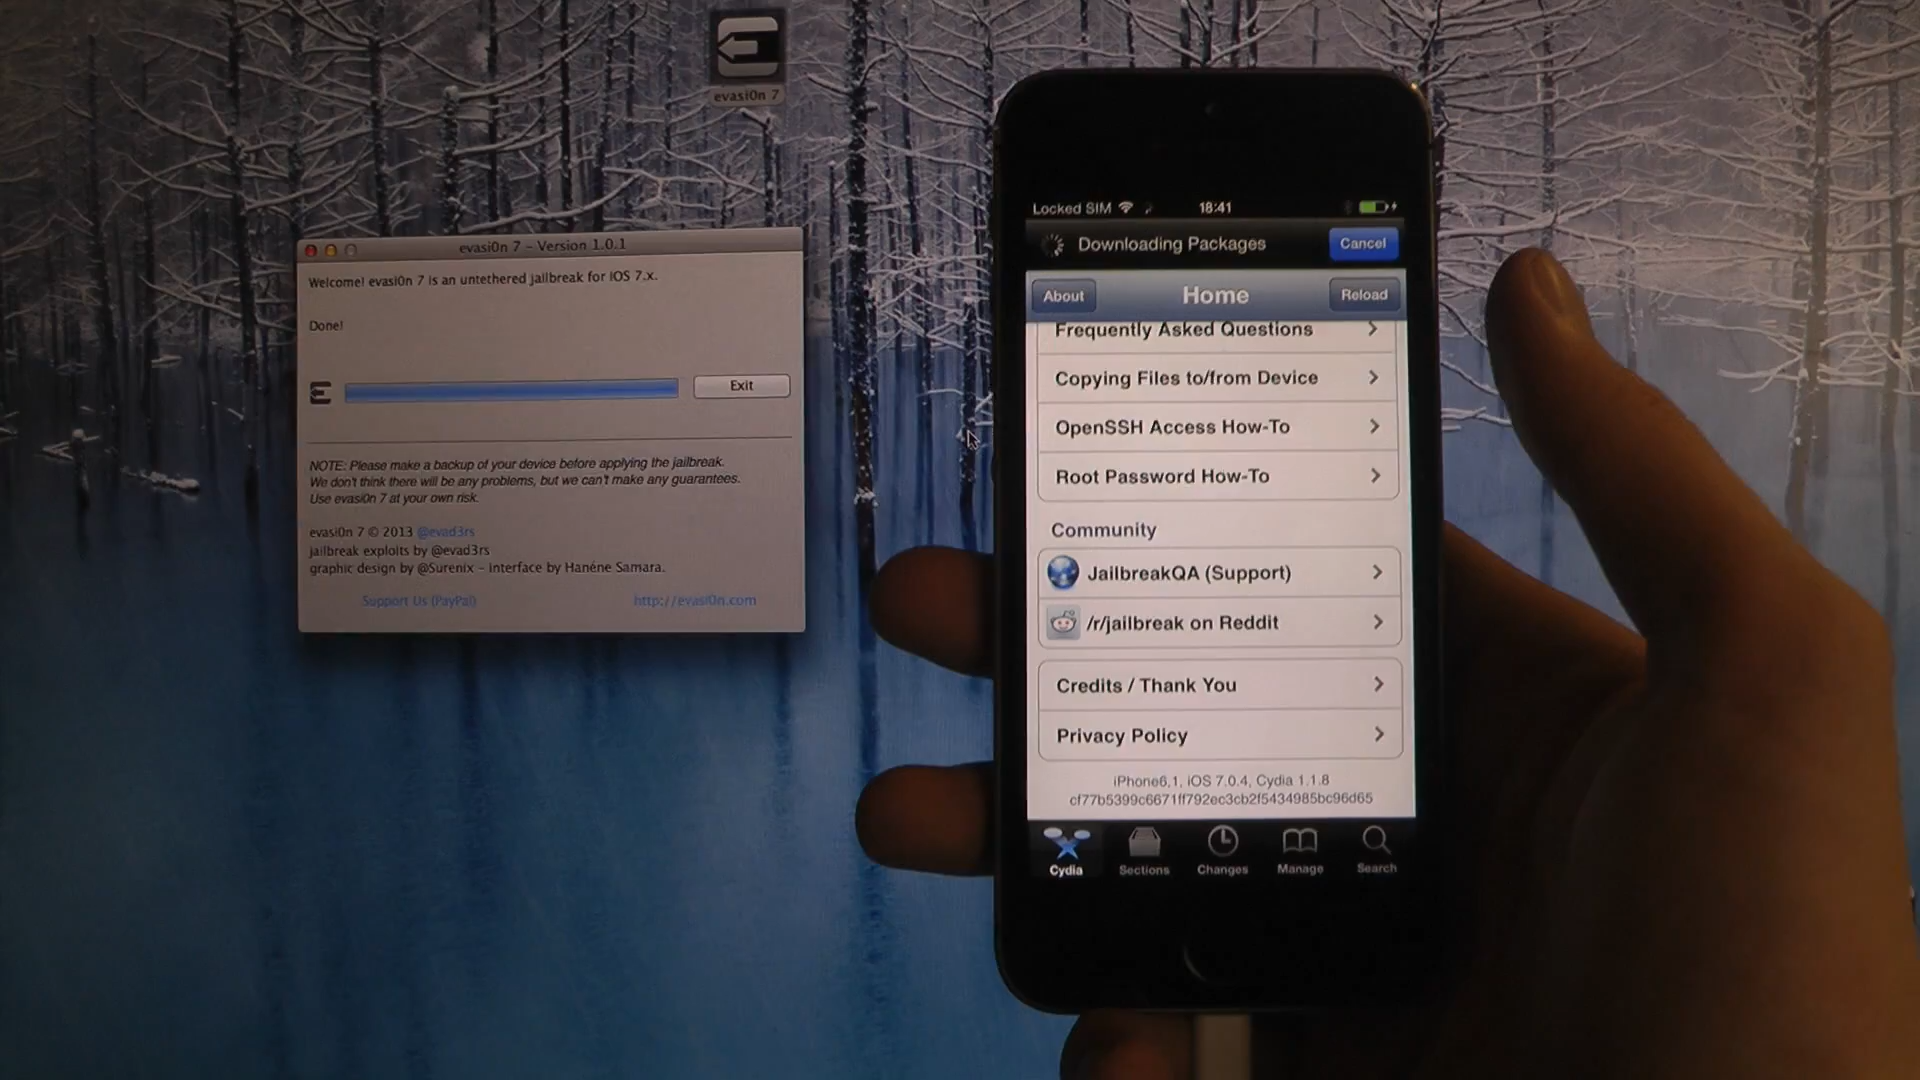 evasi0n 7
evasi0n 7 – Version 1.0.1
Welcome! evasi0n 7 is an untethered jailbreak for iOS 7.x.
Done!
Exit
NOTE: Please make a backup of your device before applying the jailbreak.
We don't think there will be any problems, but we can't make any guarantees.
Use evasi0n 7 at your own risk.
evasi0n 7 © 2013 @evad3rs
jailbreak exploits by @evad3rs
graphic design by @Surenix – Interface by Hanéne Samara.
Support Us (PayPal)
http://evasi0n.com
Locked SIM
18:41
Downloading Packages
Cancel
About
Home
Reload
Frequently Asked Questions
Copying Files to/from Device
OpenSSH Access How-To
Root Password How-To
Community
JailbreakQA (Support)
/r/jailbreak on Reddit
Credits / Thank You
Privacy Policy
iPhone6,1, iOS 7.0.4, Cydia 1.1.8
cf77b5399c6671ff792ec3cb2f5434985bc96d65
Cydia
Sections
Changes
Manage
Search